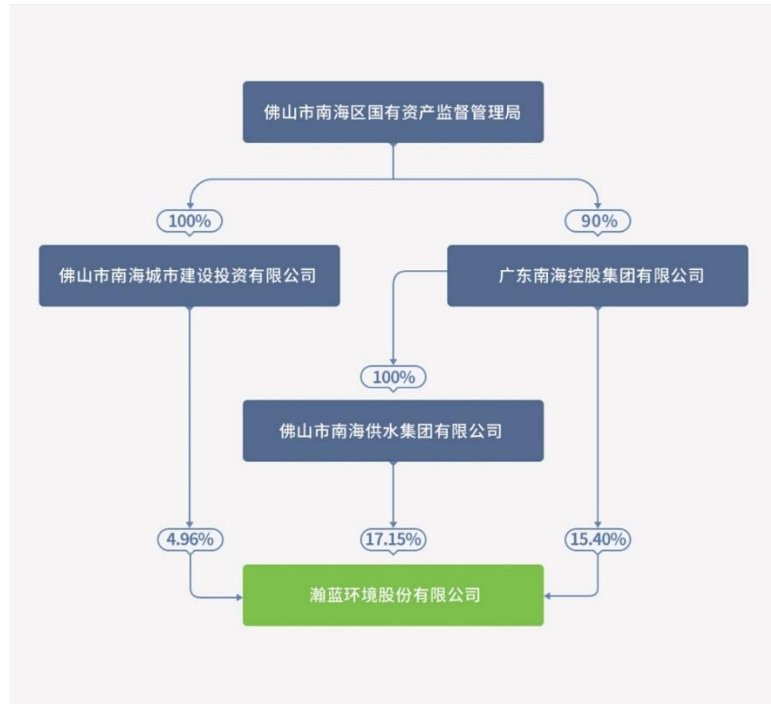 佛山市南海区国有资产监督管理局
100%
90%
佛山市南海城市建设投资有限公司
广东南海控股集团有限公司
100%
佛山市南海供水集团有限公司
4.96%
17.15%
15.40%
瀚蓝环境股份有限公司